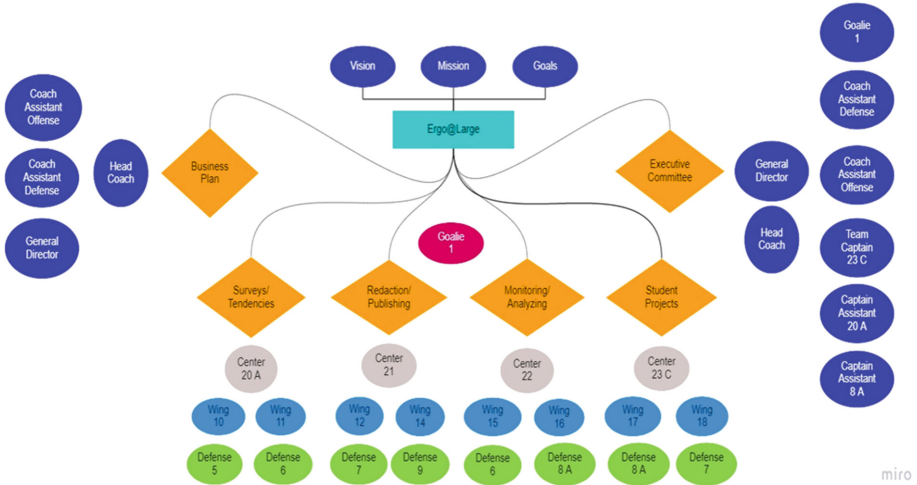 Goalie
1
Vision
Mission
Goals
Coach
Assistant
Offense
Coach
Assistant
Defense
Ergo@Large
Business
Plan
Executive
Committee
Head
Coach
Coach
Assistant
Defense
General
Director
Coach
Assistant
Offense
General
Director
Goalie
1
Head
Coach
Team
Captain
23 C
Surveys/
Tendencies
Redaction/
Publishing
Monitoring/
Analyzing
Student
Projects
Captain
Assistant
20 A
Center
20 A
Center
21
Center
22
Center
23 C
Captain
Assistant
8 A
Wing
10
Wing
11
Wing
12
Wing
14
Wing
15
Wing
16
Wing
17
Wing
18
Defense
5
Defense
6
Defense
7
Defense
9
Defense
6
Defense
8 A
Defense
8 A
Defense
7
miro